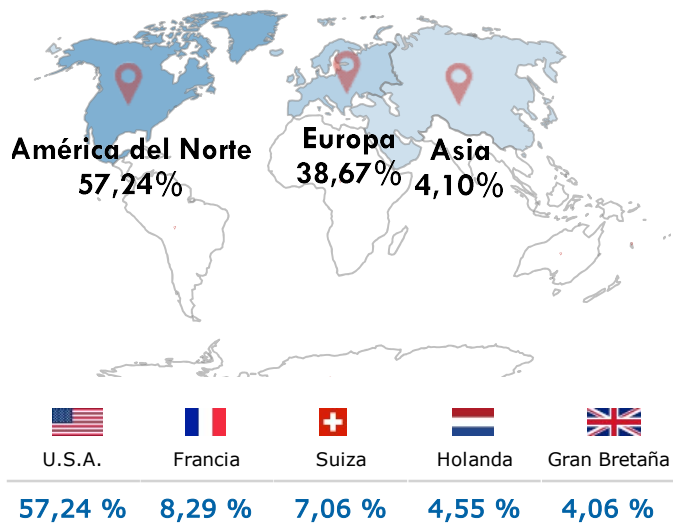 América del Norte
57,24%
Europa
38,67%
Asia
4,10%
U.S.A. Francia Suiza Holanda Gran Bretaña
57,24 % 8,29 % 7,06 % 4,55 % 4,06 %